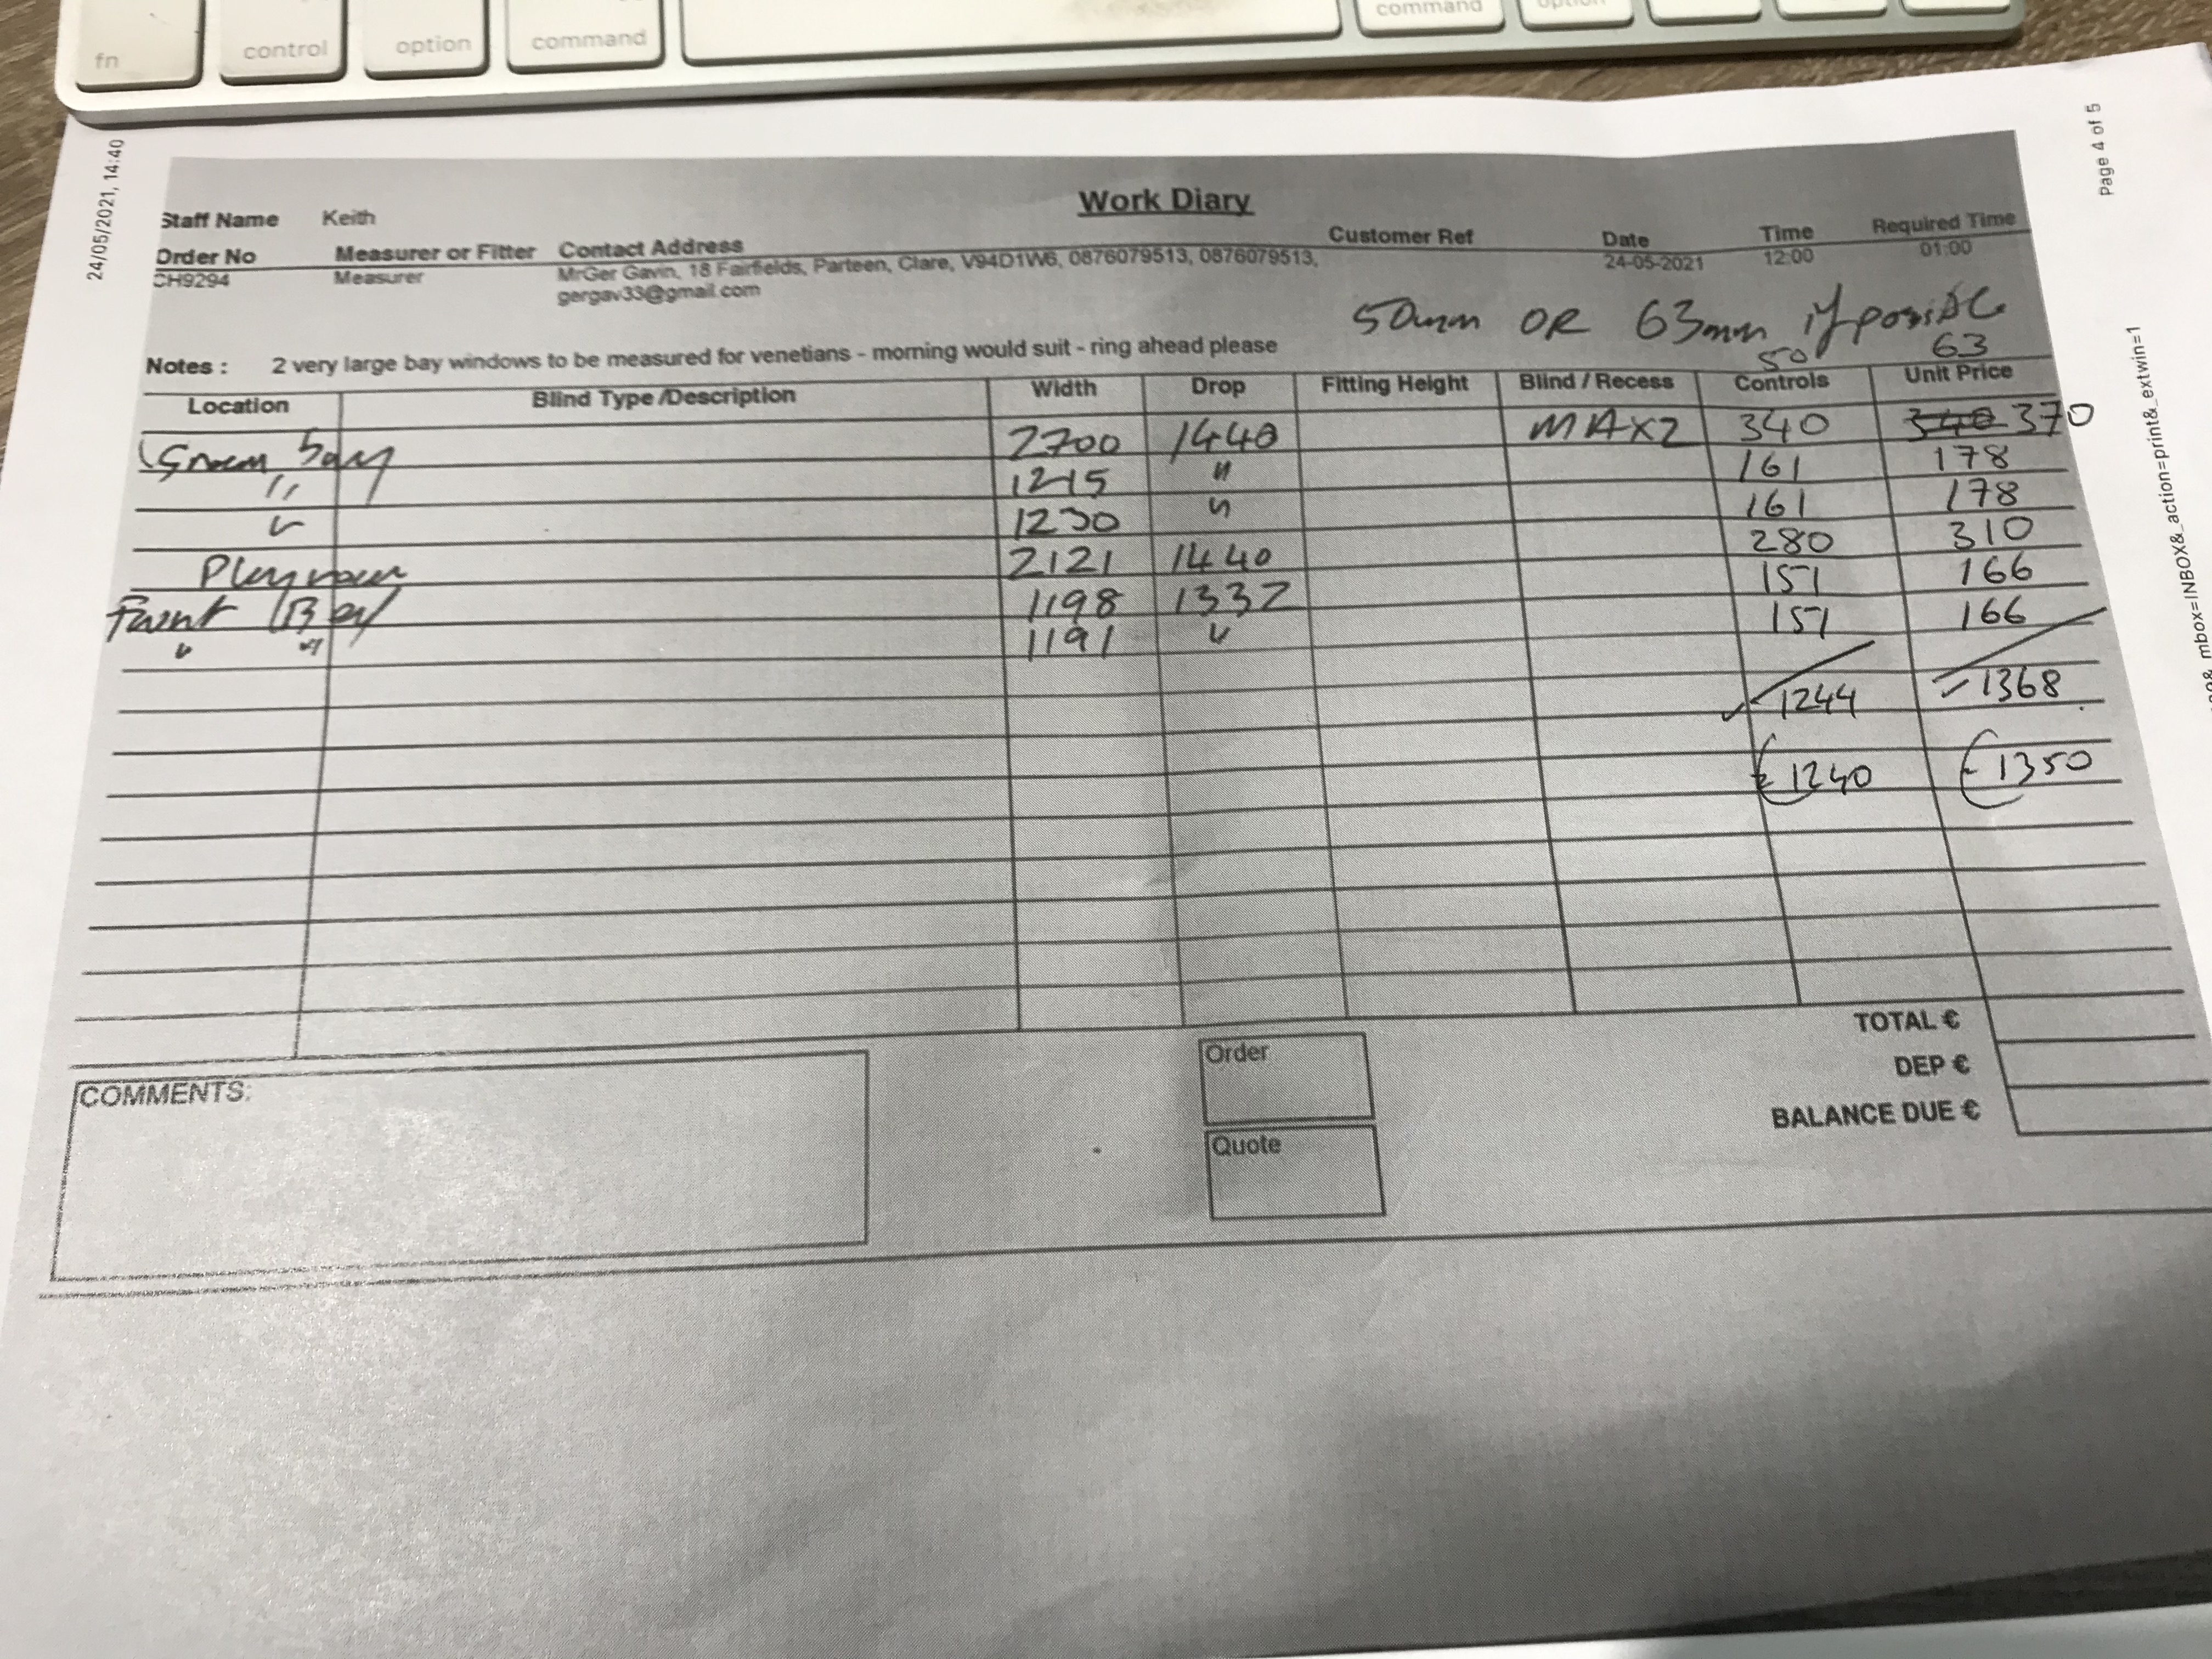 fn control option command command option
24/05/2021, 14:40
Page 4 of 5
Work Diary
Staff Name Keith
Order No Measurer or Fitter Contact Address Customer Ref Date Time Required Time
CH9294 Measurer MrGer Gavin, 18 Fairfields, Parteen, Clare, V94D1W6, 0876079513, 0876079513, 24-05-2021 12:00 01:00
gergav33@gmail.com
50mm OR 63mm if possible
Notes : 2 very large bay windows to be measured for venetians - morning would suit - ring ahead please
50 63
Location Blind Type /Description Width Drop Fitting Height Blind / Recess Controls Unit Price
Bay 2700 1440 MAX2 340 340 370
" 1215 " 161 178
" 1230 " 161 178
Playroom 2121 1440 280 310
Front Bay 1198 1332 151 166
" " 1191 " 151 166
1244 1368
€ 1240 € 1350
TOTAL €
DEP €
BALANCE DUE €
COMMENTS:
Order
Quote
mbox=INBOX&_action=print&_extwin=1